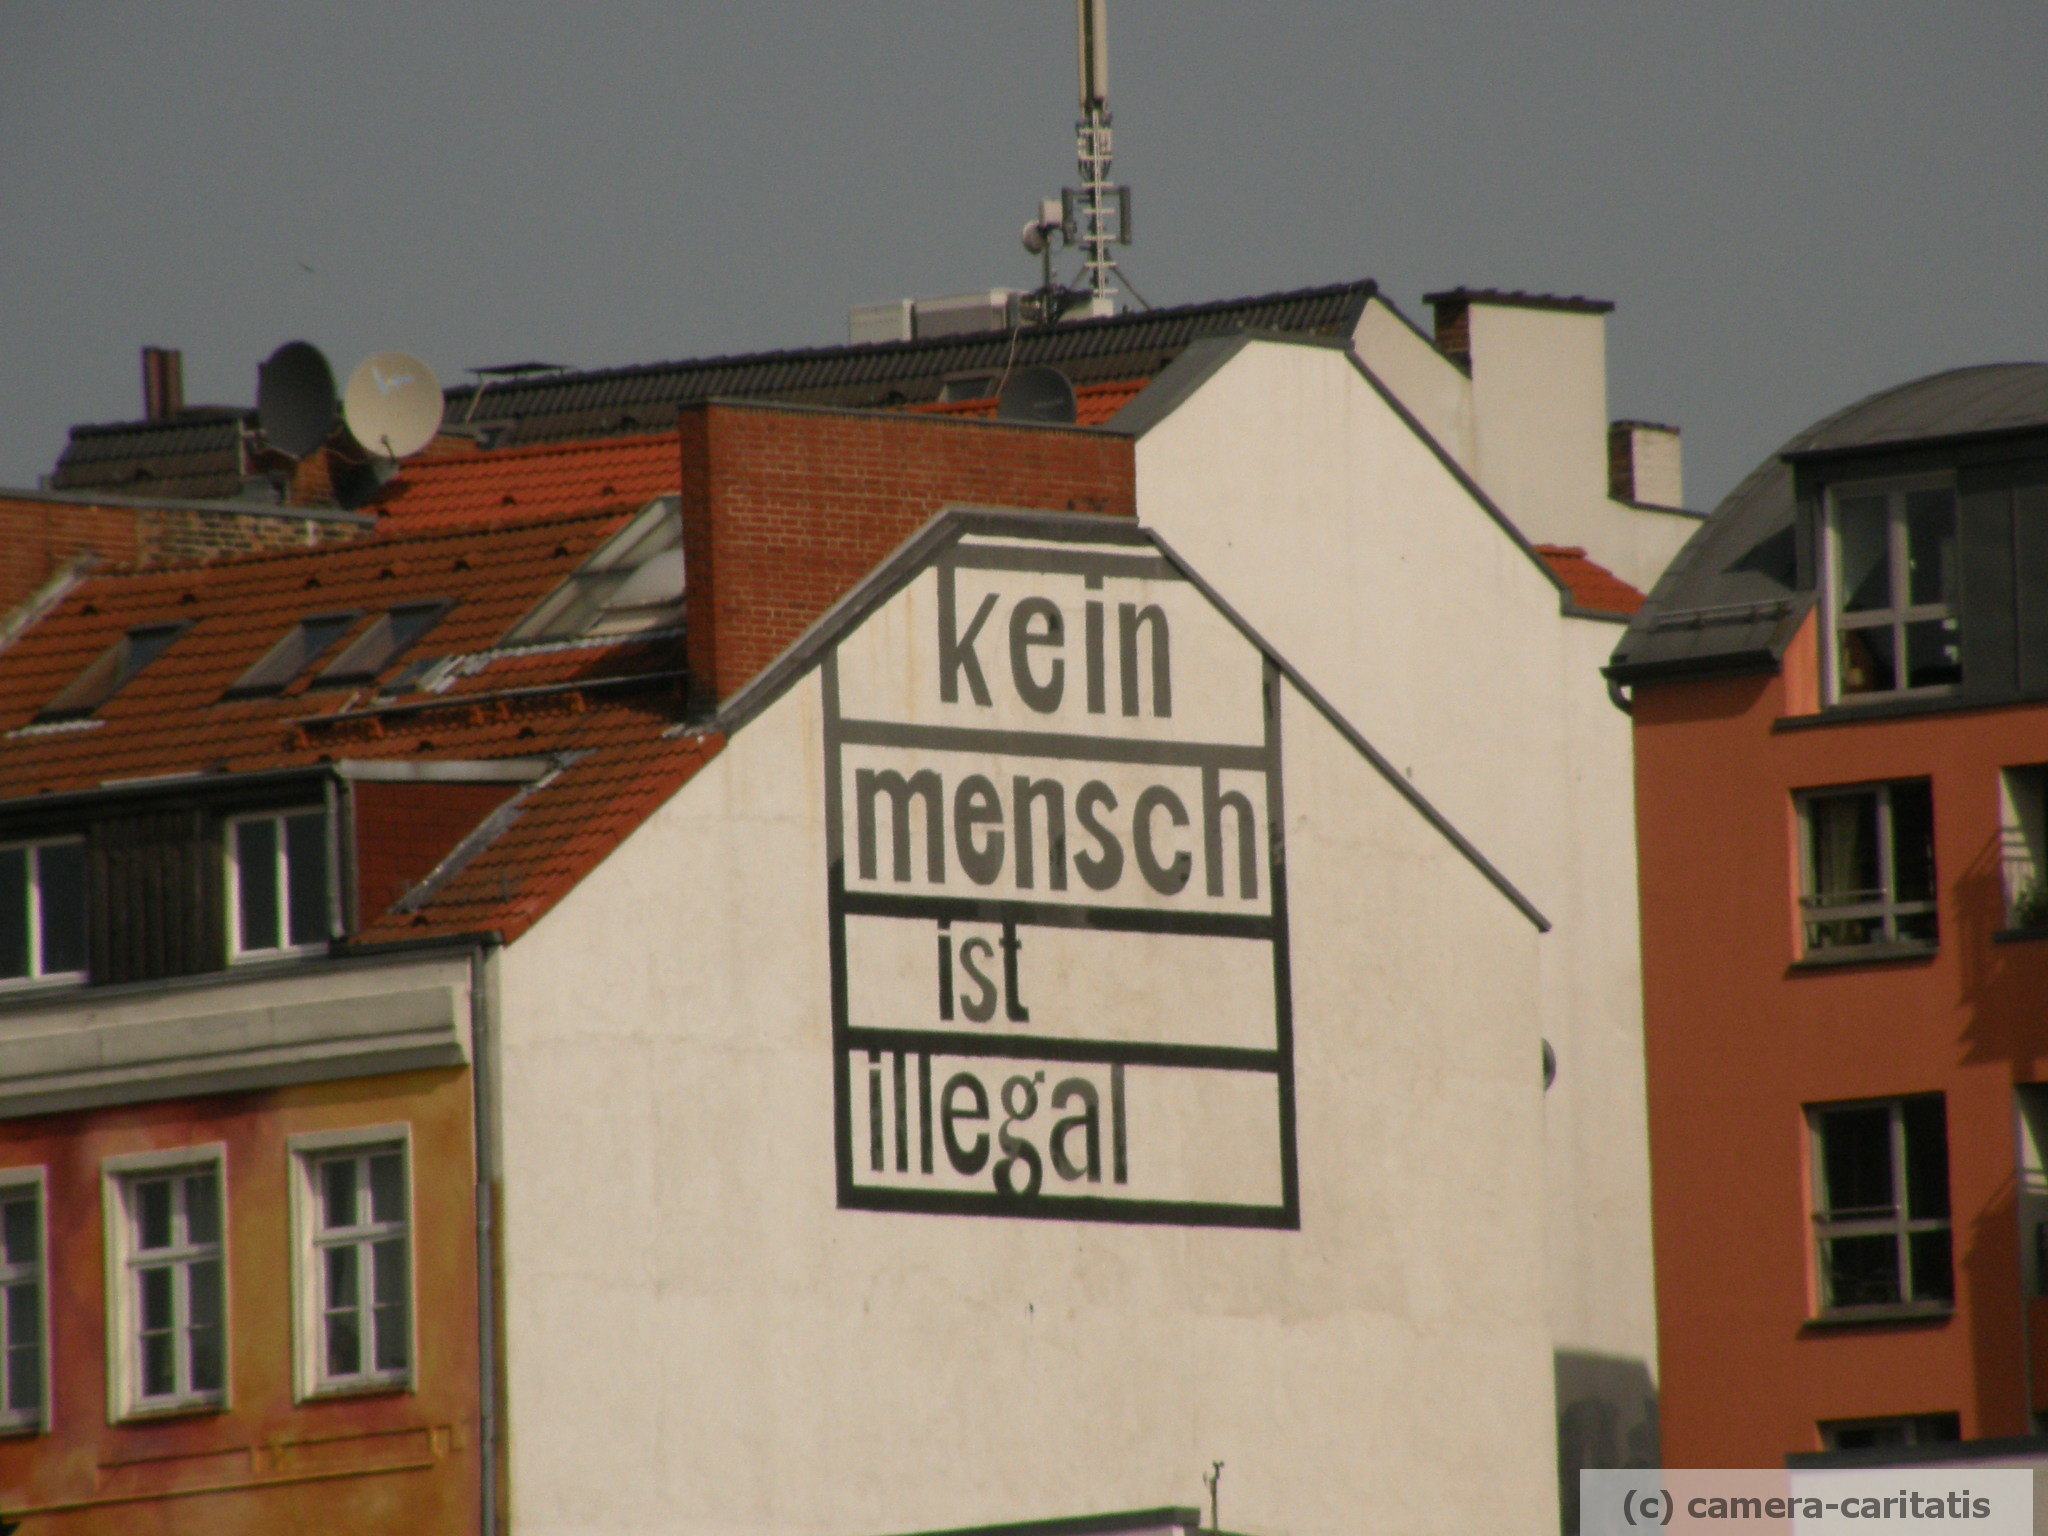 kein
mensch
ist
illegal
(c) camera-caritatis